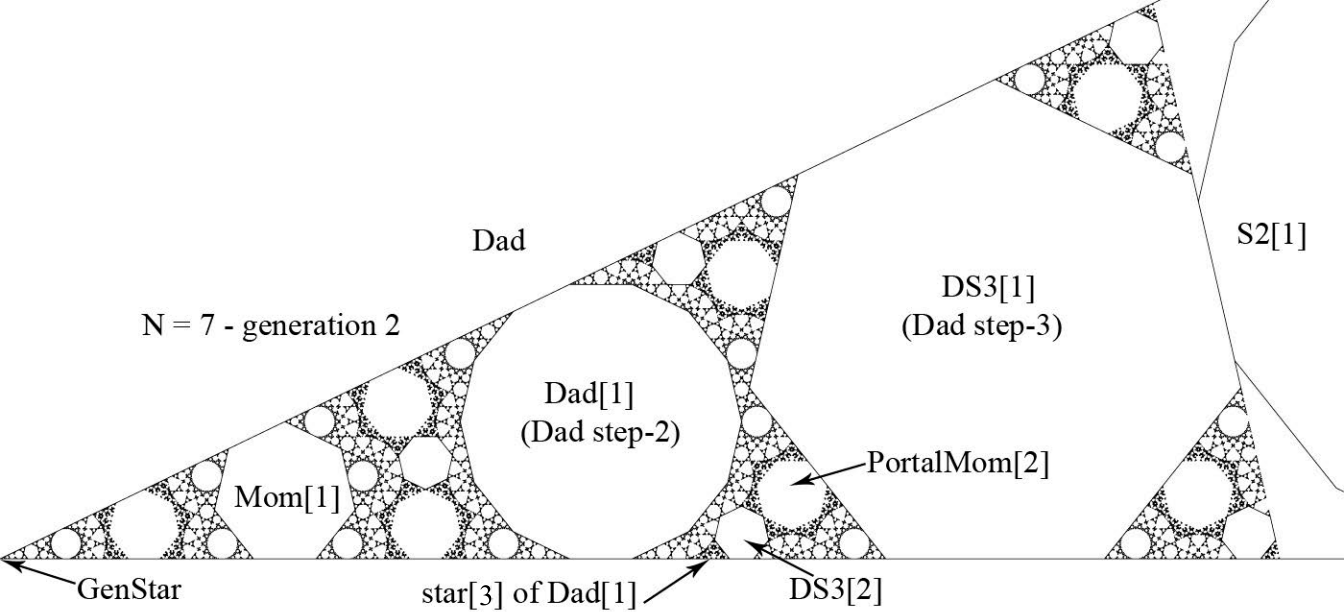 Dad
S2[1]
DS3[1]
(Dad step-3)
N = 7 - generation 2
Dad[1]
(Dad step-2)
PortalMom[2]
Mom[1]
GenStar
star[3] of Dad[1]
DS3[2]